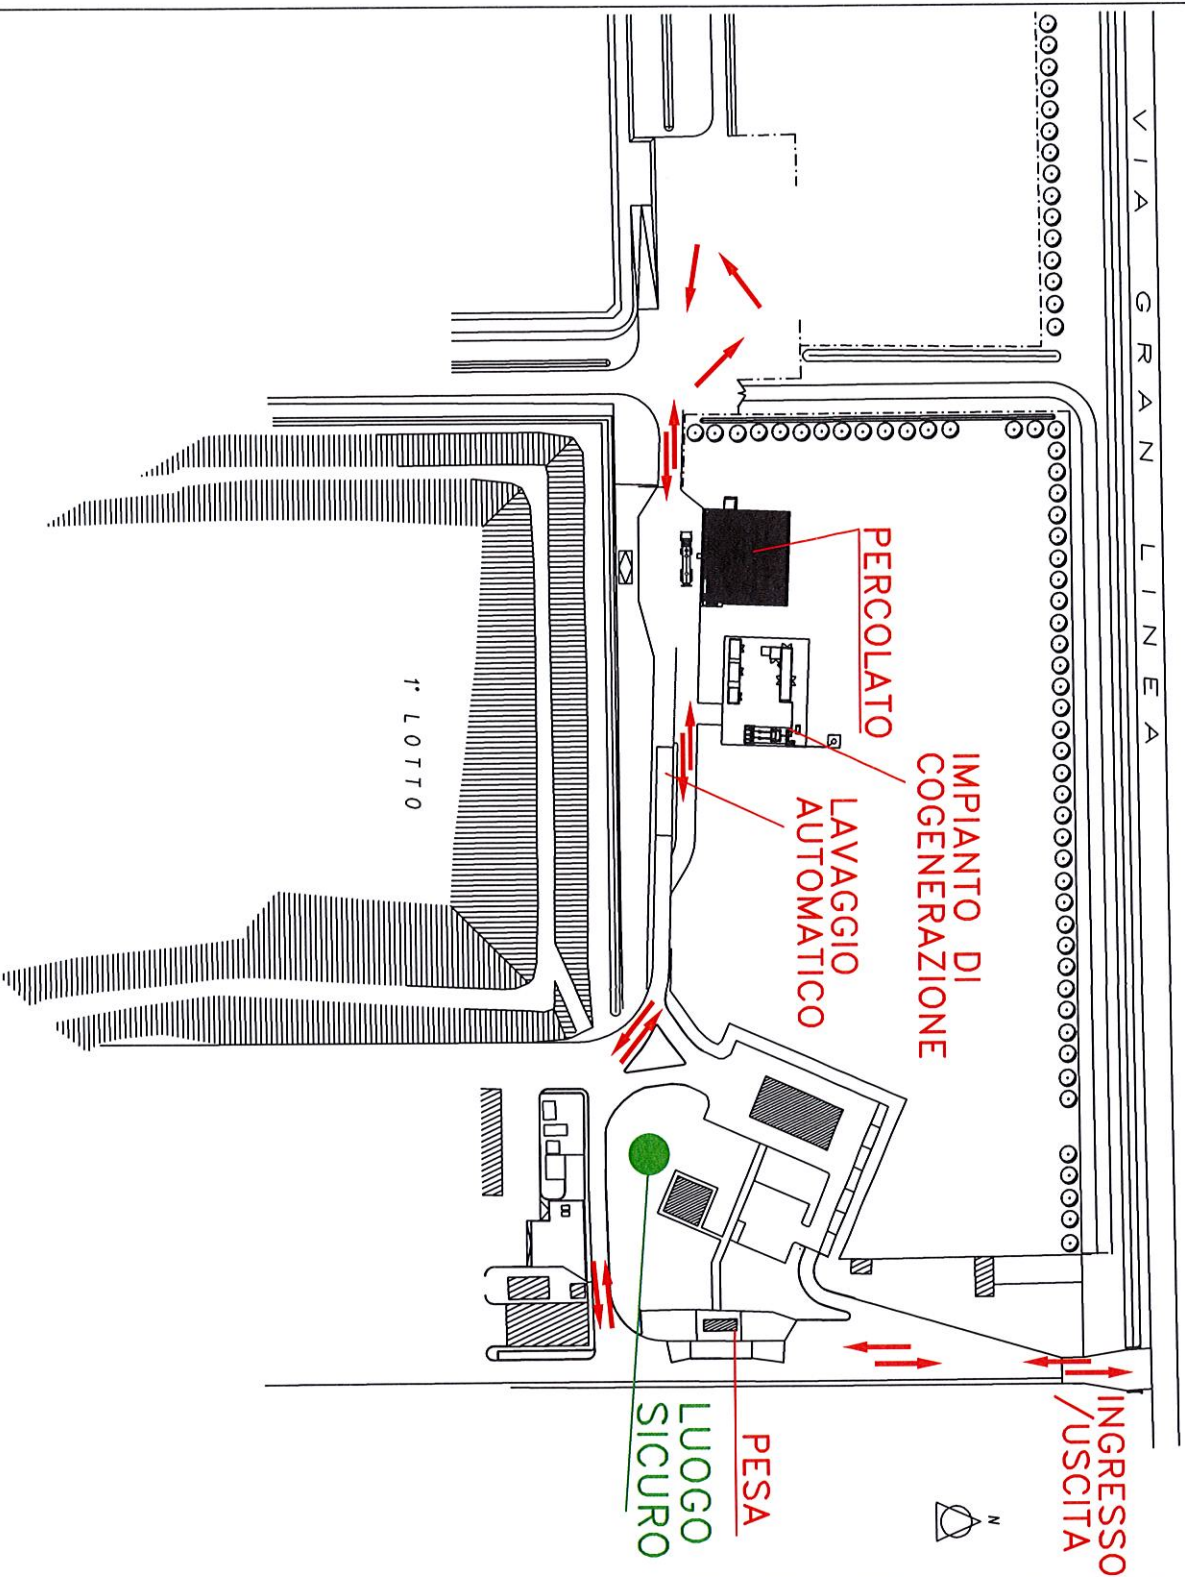 VIA GRAN LINEA
PERCOLATO
IMPIANTO DI
COGENERAZIONE
LAVAGGIO
AUTOMATICO
1° LOTTO
INGRESSO
/USCITA
PESA
LUOGO
SICURO
N